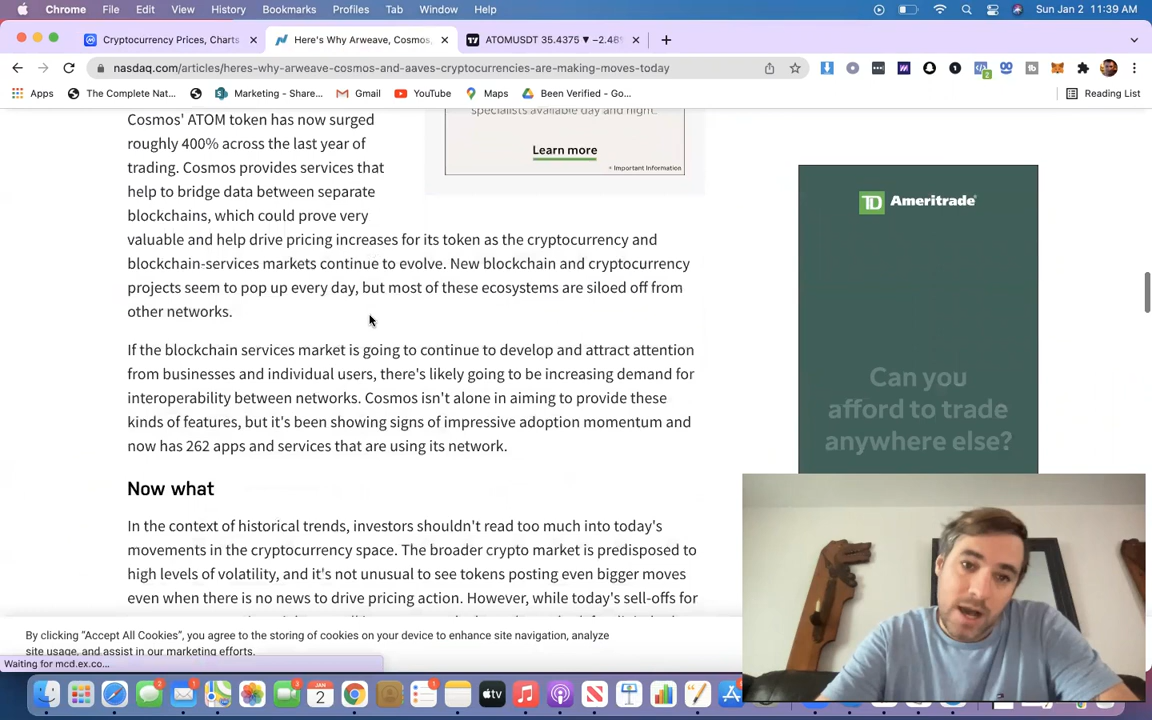 Chrome File Edit View History Bookmarks Profiles Tab Window Help Sun Jan 2 11:39 AM
Cryptocurrency Prices, Charts Here's Why Arweave, Cosmos, ATOMUSDT 35.4375 ▼ −2.46%
nasdaq.com/articles/heres-why-arweave-cosmos-and-aaves-cryptocurrencies-are-making-moves-today
Apps The Complete Nat... Marketing - Share... Gmail YouTube Maps Been Verified - Go... Reading List
specialists available day and night.
Learn more
+ Important Information
Cosmos' ATOM token has now surged
roughly 400% across the last year of
trading. Cosmos provides services that
help to bridge data between separate
blockchains, which could prove very
valuable and help drive pricing increases for its token as the cryptocurrency and
blockchain-services markets continue to evolve. New blockchain and cryptocurrency
projects seem to pop up every day, but most of these ecosystems are siloed off from
other networks.
If the blockchain services market is going to continue to develop and attract attention
from businesses and individual users, there's likely going to be increasing demand for
interoperability between networks. Cosmos isn't alone in aiming to provide these
kinds of features, but it's been showing signs of impressive adoption momentum and
now has 262 apps and services that are using its network.
Now what
In the context of historical trends, investors shouldn't read too much into today's
movements in the cryptocurrency space. The broader crypto market is predisposed to
high levels of volatility, and it's not unusual to see tokens posting even bigger moves
even when there is no news to drive pricing action. However, while today's sell-offs for
TD Ameritrade
Can you
afford to trade
anywhere else?
By clicking "Accept All Cookies", you agree to the storing of cookies on your device to enhance site navigation, analyze
site usage, and assist in our marketing efforts.
Waiting for mcd.ex.co...
JAN
2
tv